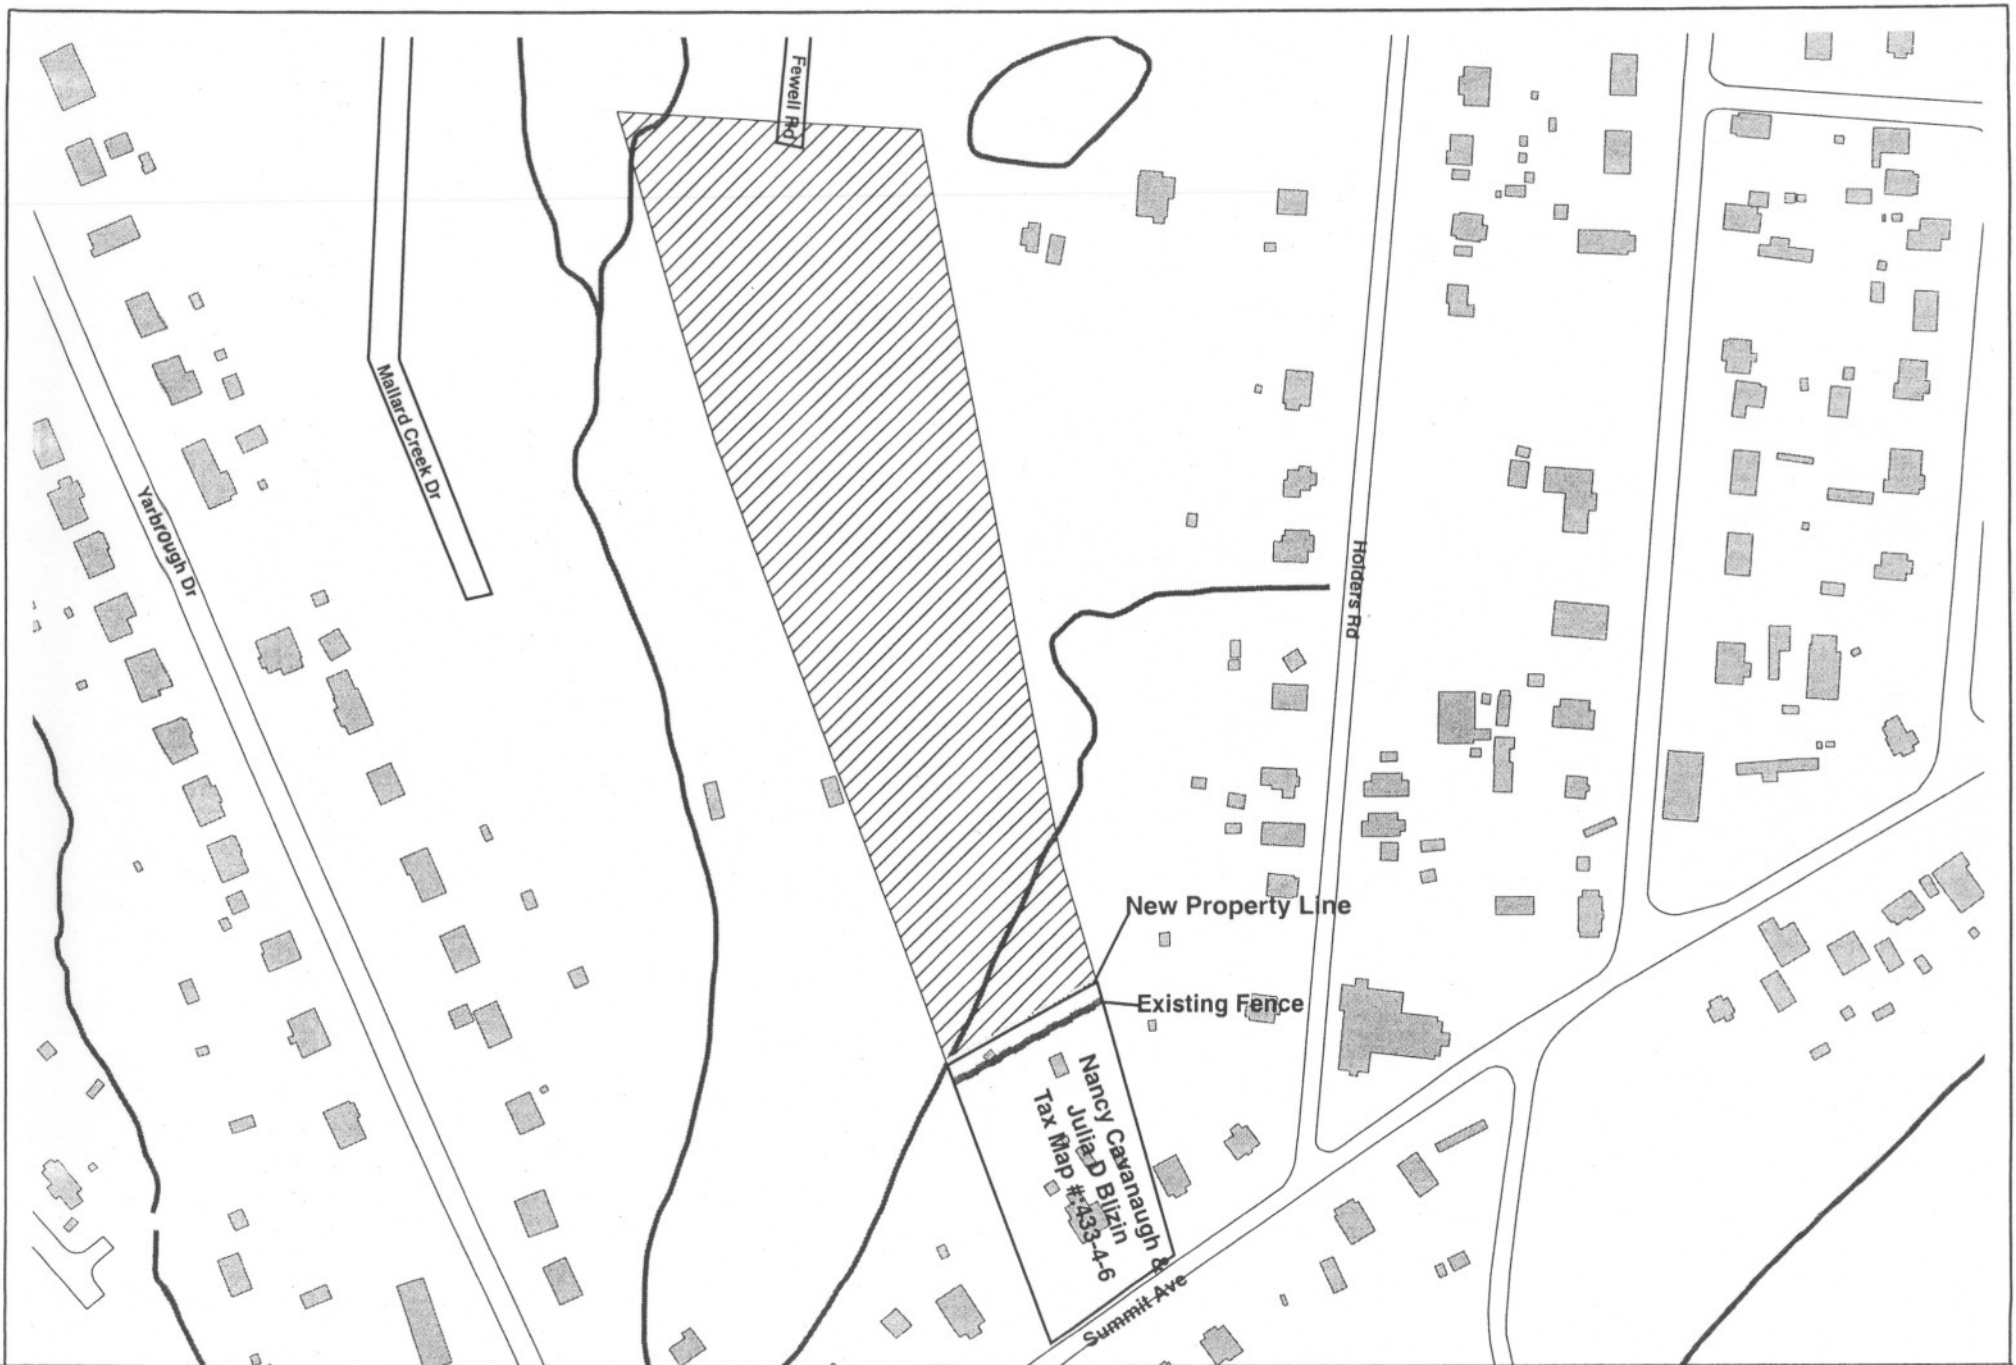 Fewell Rd
Mallard Creek Dr
Yarbrough Dr
Holders Rd
New Property Line
Existing Fence
Nancy Cavanaugh &
Julia D Blizin
Tax Map #:433-4-6
Summit Ave